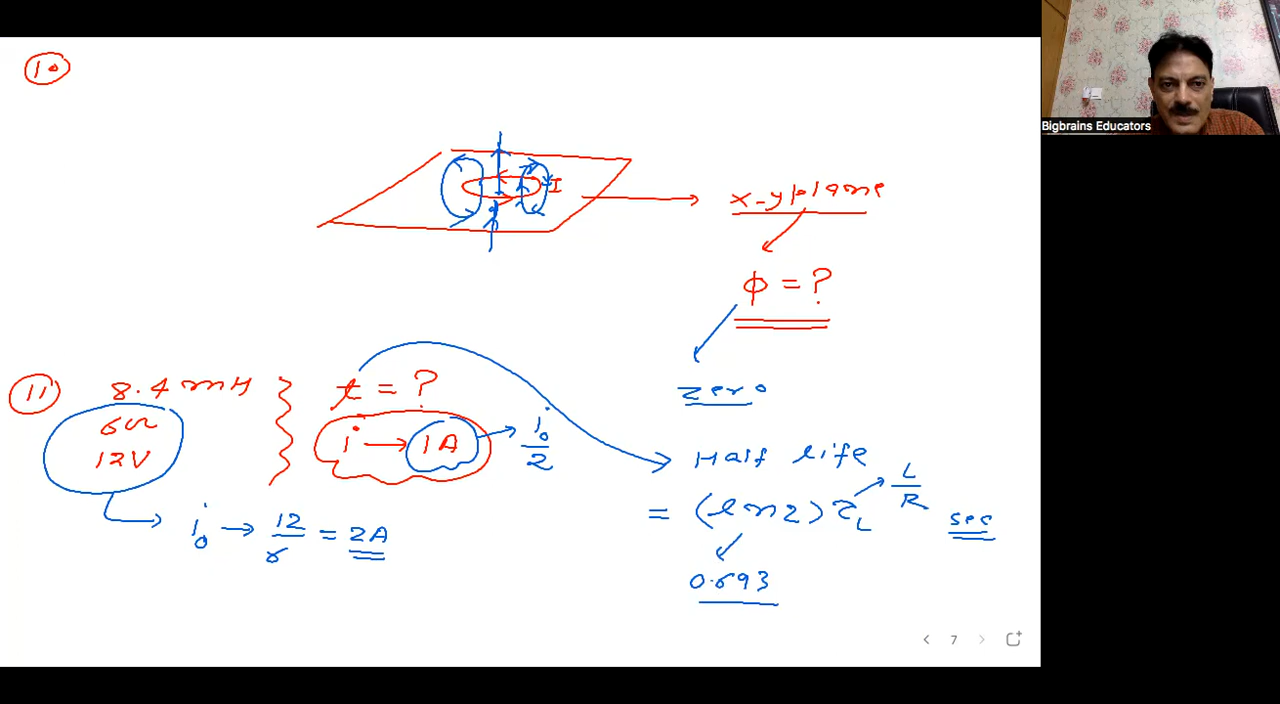 10
I
x-y plane
φ = ?
zero
11
8.4 mH
6Ω
12V
t = ?
i → 1A
i₀/2
i₀ → 12/6 = 2A
Half life
= (ln2) τL
L/R
sec
0.693
Bigbrains Educators
7